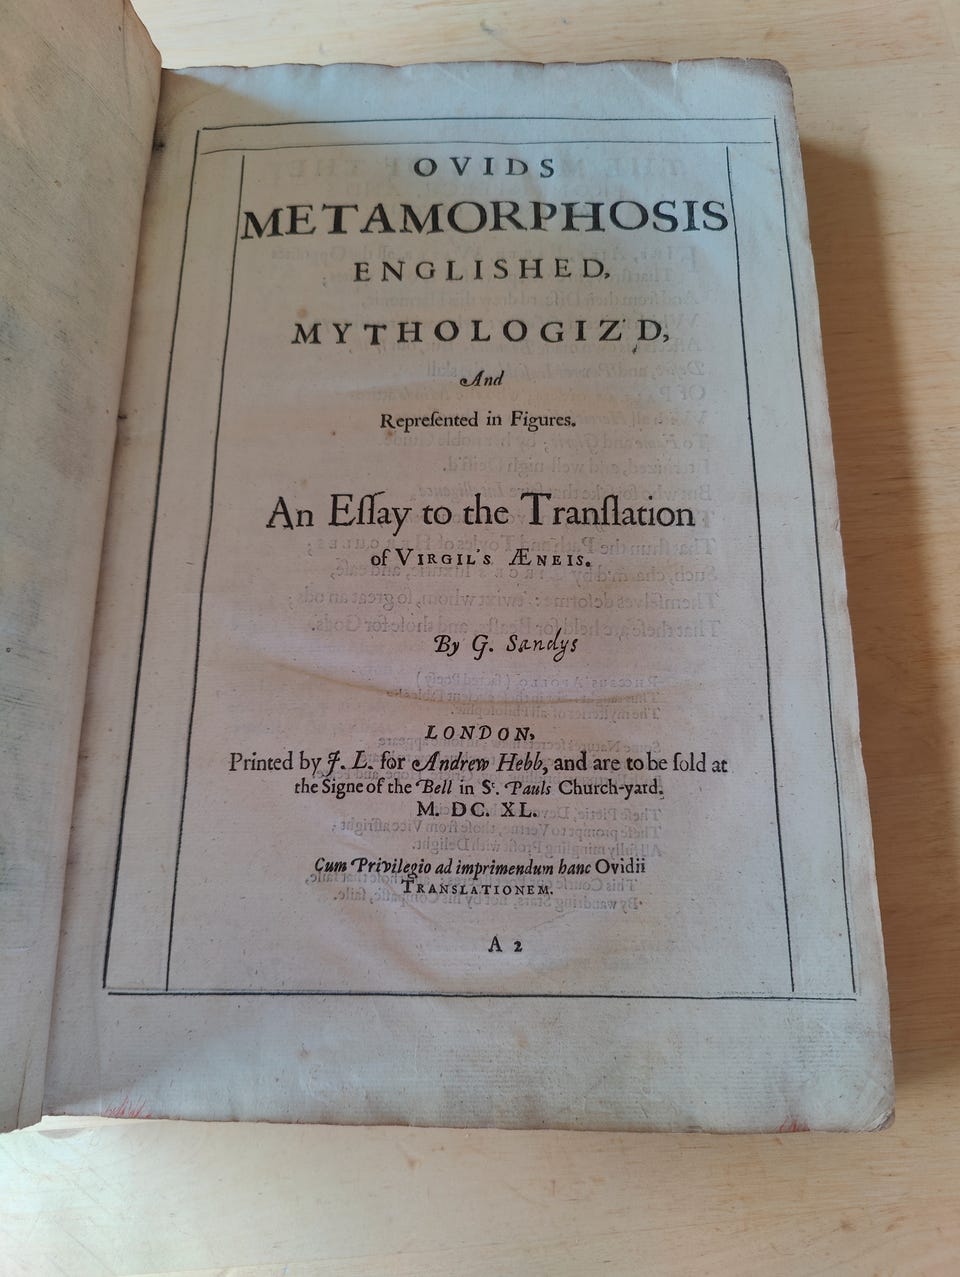 OVIDS
METAMORPHOSIS
ENGLISHED,
MYTHOLOGIZ'D,
And
Repreſented in Figures.
An Eſſay to the Tranſlation
of VIRGIL'S ÆNEIS.
By G. Sandys
LONDON,
Printed by J. L. for Andrew Hebb, and are to be ſold at
the Signe of the Bell in St. Pauls Church-yard.
M. DC. XL.
Cum Privilegio ad imprimendum hanc Ovidii
TRANSLATIONEM.
A 2